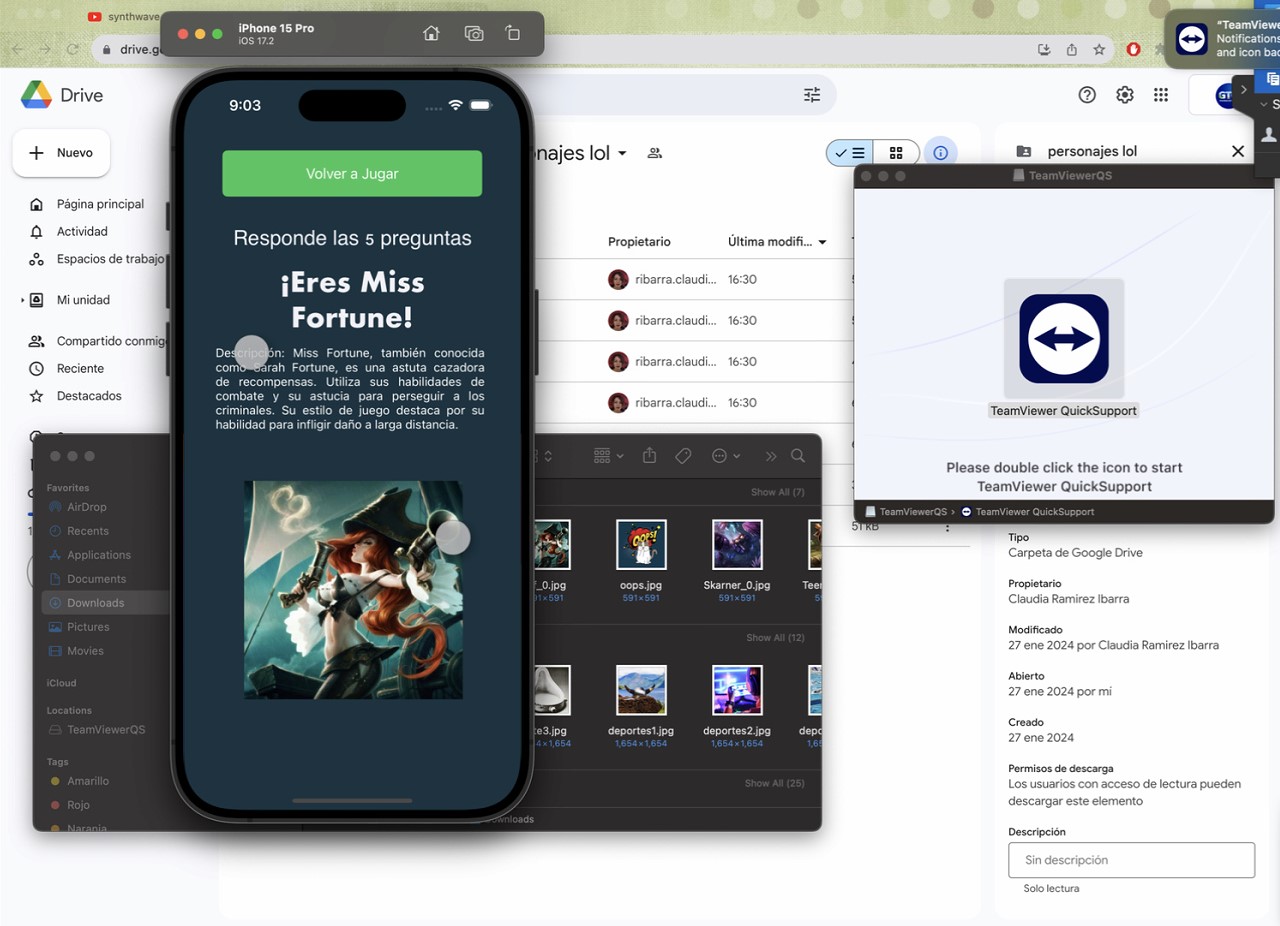 synthwave
iPhone 15 Pro
iOS 17.2
"TeamViewe
Notifications
and icon bac
drive.go
Drive
9:03
Nuevo
Volver a Jugar
najes lol
personajes lol
TeamViewerQS
Página principal
Actividad
Espacios de trabajo
Mi unidad
Compartido conmig
Reciente
Destacados
Responde las 5 preguntas
¡Eres Miss
Fortune!
Descripción: Miss Fortune, también conocida
como Sarah Fortune, es una astuta cazadora
de recompensas. Utiliza sus habilidades de
combate y su astucia para perseguir a los
criminales. Su estilo de juego destaca por su
habilidad para infligir daño a larga distancia.
Propietario
Última modifi...
ribarra.claudi...
16:30
ribarra.claudi...
16:30
ribarra.claudi...
16:30
ribarra.claudi...
16:30
51 KB
TeamViewer QuickSupport
Please double click the icon to start
TeamViewer QuickSupport
TeamViewerQS › TeamViewer QuickSupport
Favorites
AirDrop
Recents
Applications
Documents
Downloads
Pictures
Movies
iCloud
Locations
TeamViewerQS
Tags
Amarillo
Rojo
Naranja
Show All (7)
f_0.jpg
591×591
oops.jpg
591×591
Skarner_0.jpg
591×591
Teer
Show All (12)
te3.jpg
4×1,654
deportes1.jpg
1,654×1,654
deportes2.jpg
1,654×1,654
depo
1,65
Show All (25)
ownloads
Tipo
Carpeta de Google Drive
Propietario
Claudia Ramirez Ibarra
Modificado
27 ene 2024 por Claudia Ramirez Ibarra
Abierto
27 ene 2024 por mí
Creado
27 ene 2024
Permisos de descarga
Los usuarios con acceso de lectura pueden
descargar este elemento
Descripción
Sin descripción
Solo lectura